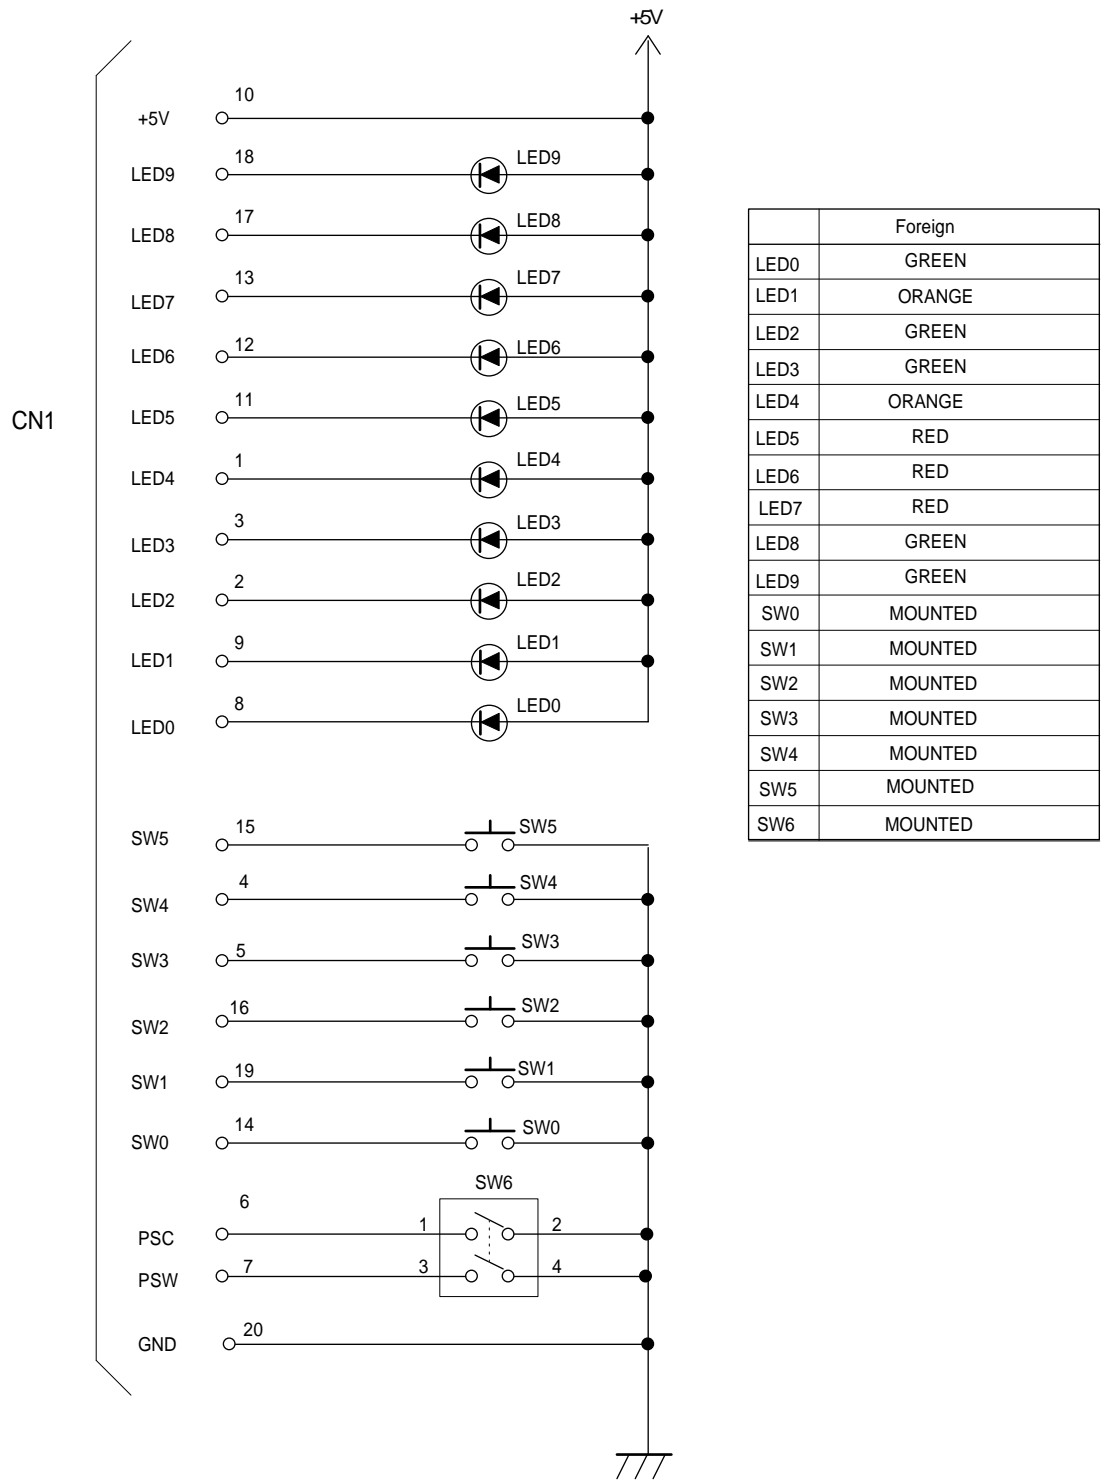 +5V
10
+5V
18
LED9
LED9
17
LED8
LED8
13
LED7
LED7
12
LED6
LED6
11
LED5
LED5
CN1
1
LED4
LED4
3
LED3
LED3
2
LED2
LED2
9
LED1
LED1
8
LED0
LED0
15
SW5
SW5
4
SW4
SW4
5
SW3
SW3
16
SW2
SW2
19
SW1
SW1
14
SW0
SW0
SW6
6
PSC
1
2
7
PSW
3
4
20
GND
Foreign
LED0 GREEN
LED1 ORANGE
LED2 GREEN
LED3 GREEN
LED4 ORANGE
LED5 RED
LED6 RED
LED7 RED
LED8 GREEN
LED9 GREEN
SW0 MOUNTED
SW1 MOUNTED
SW2 MOUNTED
SW3 MOUNTED
SW4 MOUNTED
SW5 MOUNTED
SW6 MOUNTED